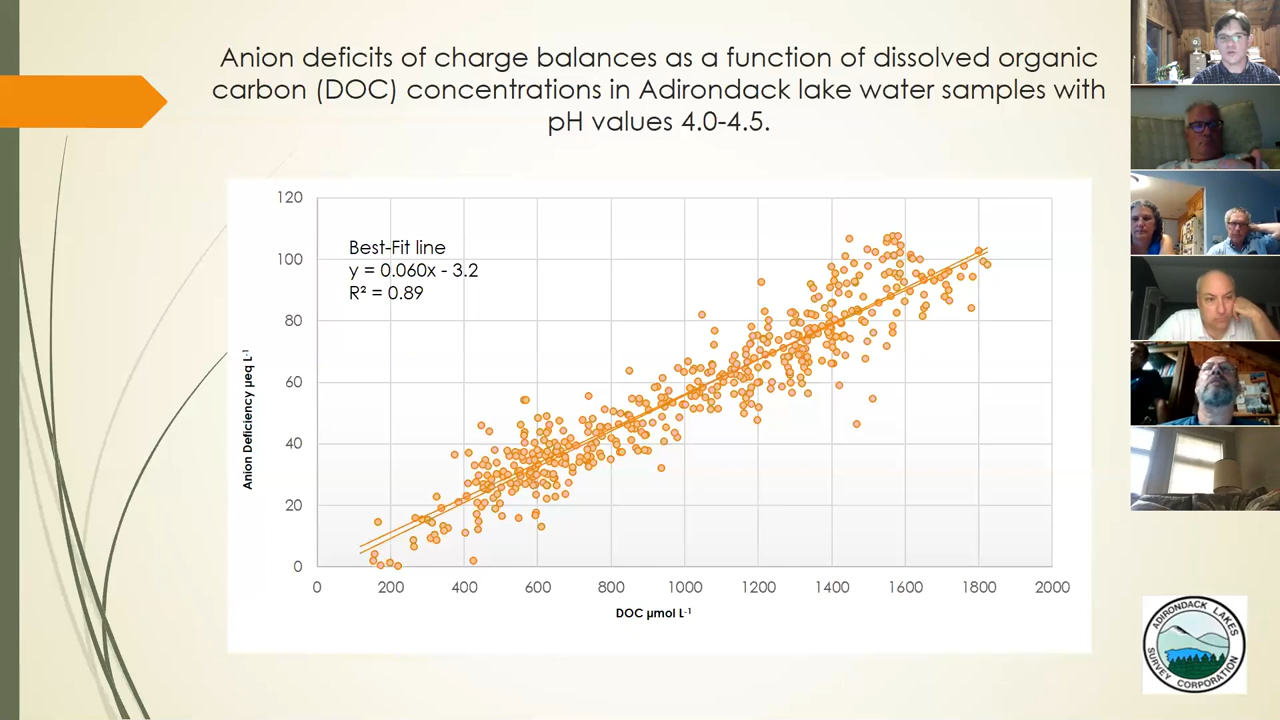 Anion deficits of charge balances as a function of dissolved organic
carbon (DOC) concentrations in Adirondack lake water samples with
pH values 4.0-4.5.
120
100
80
60
40
20
0
Best-Fit line
y = 0.060x - 3.2
R² = 0.89
Anion Deficiency µeq L⁻¹
0 200 400 600 800 1000 1200 1400 1600 1800 2000
DOC µmol L⁻¹
ADIRONDACK LAKES
SURVEY CORPORATION